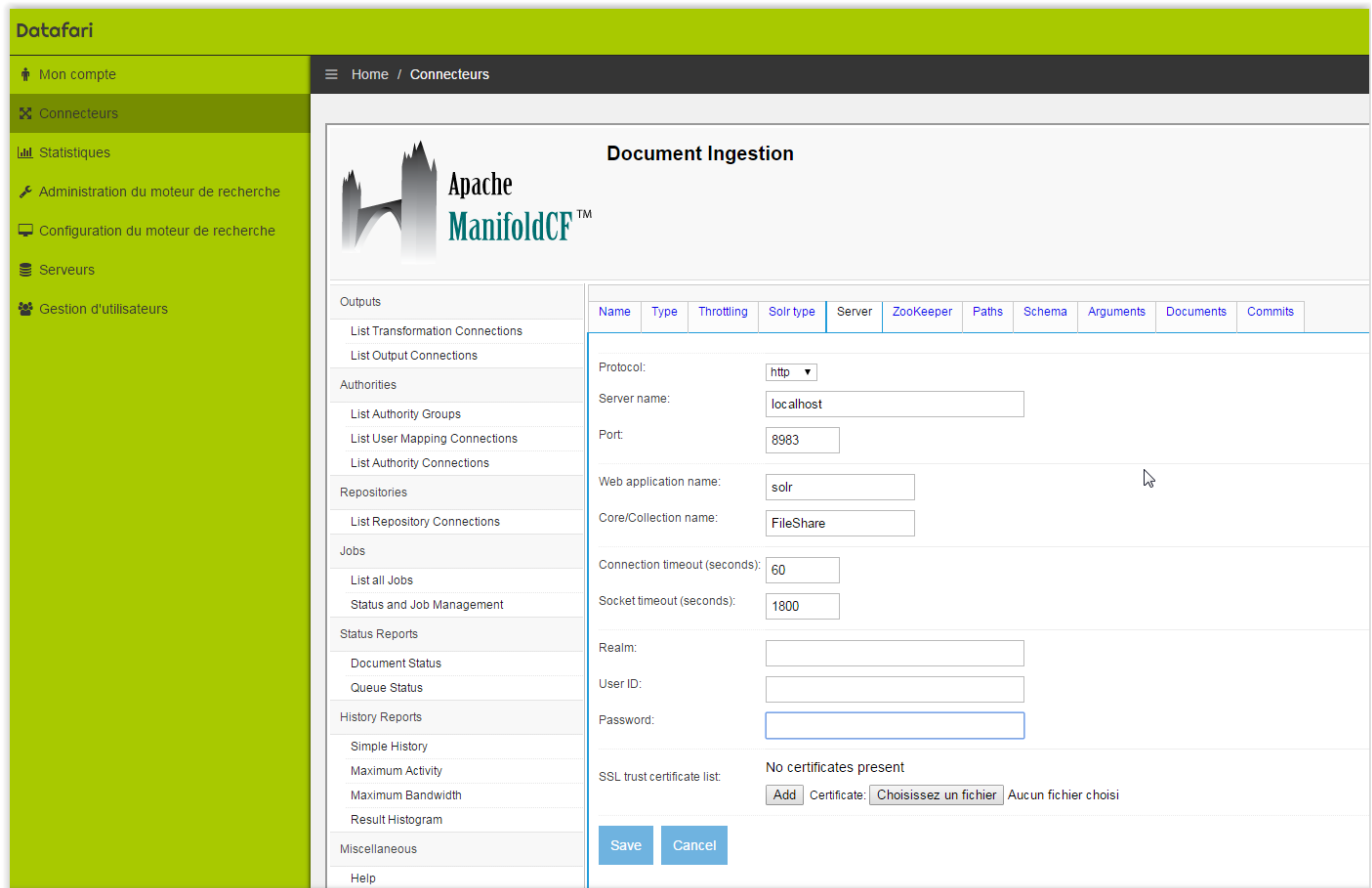 Datafari
Mon compte
Connecteurs
Statistiques
Administration du moteur de recherche
Configuration du moteur de recherche
Serveurs
Gestion d'utilisateurs
Home / Connecteurs
Apache
ManifoldCF™
Document Ingestion
Outputs
List Transformation Connections
List Output Connections
Authorities
List Authority Groups
List User Mapping Connections
List Authority Connections
Repositories
List Repository Connections
Jobs
List all Jobs
Status and Job Management
Status Reports
Document Status
Queue Status
History Reports
Simple History
Maximum Activity
Maximum Bandwidth
Result Histogram
Miscellaneous
Help
Name Type Throttling Solr type Server ZooKeeper Paths Schema Arguments Documents Commits
Protocol: http
Server name: localhost
Port: 8983
Web application name: solr
Core/Collection name: FileShare
Connection timeout (seconds): 60
Socket timeout (seconds): 1800
Realm:
User ID:
Password:
SSL trust certificate list: No certificates present
Add Certificate: Choisissez un fichier Aucun fichier choisi
Save Cancel